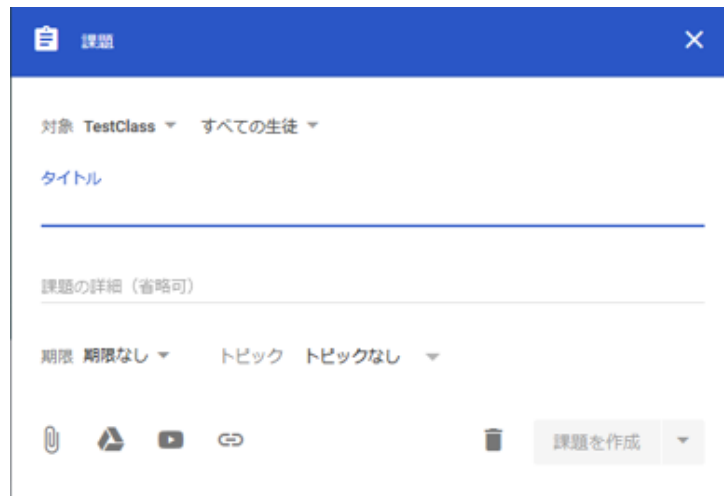 課題
対象 TestClass すべての生徒
タイトル
課題の詳細（省略可）
期限 期限なし トピック トピックなし
課題を作成